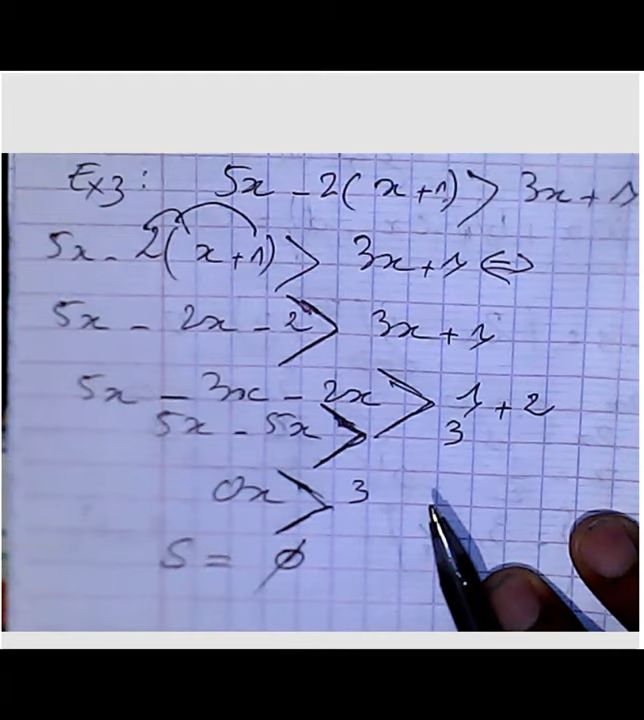 Ex3: 5x - 2(x+1) > 3x + 1
5x - 2(x+1) > 3x + 1 ⇔
5x - 2x - 2 > 3x + 1
5x - 3x - 2x > 1 + 2
5x - 5x > 3
0x > 3
S = ∅